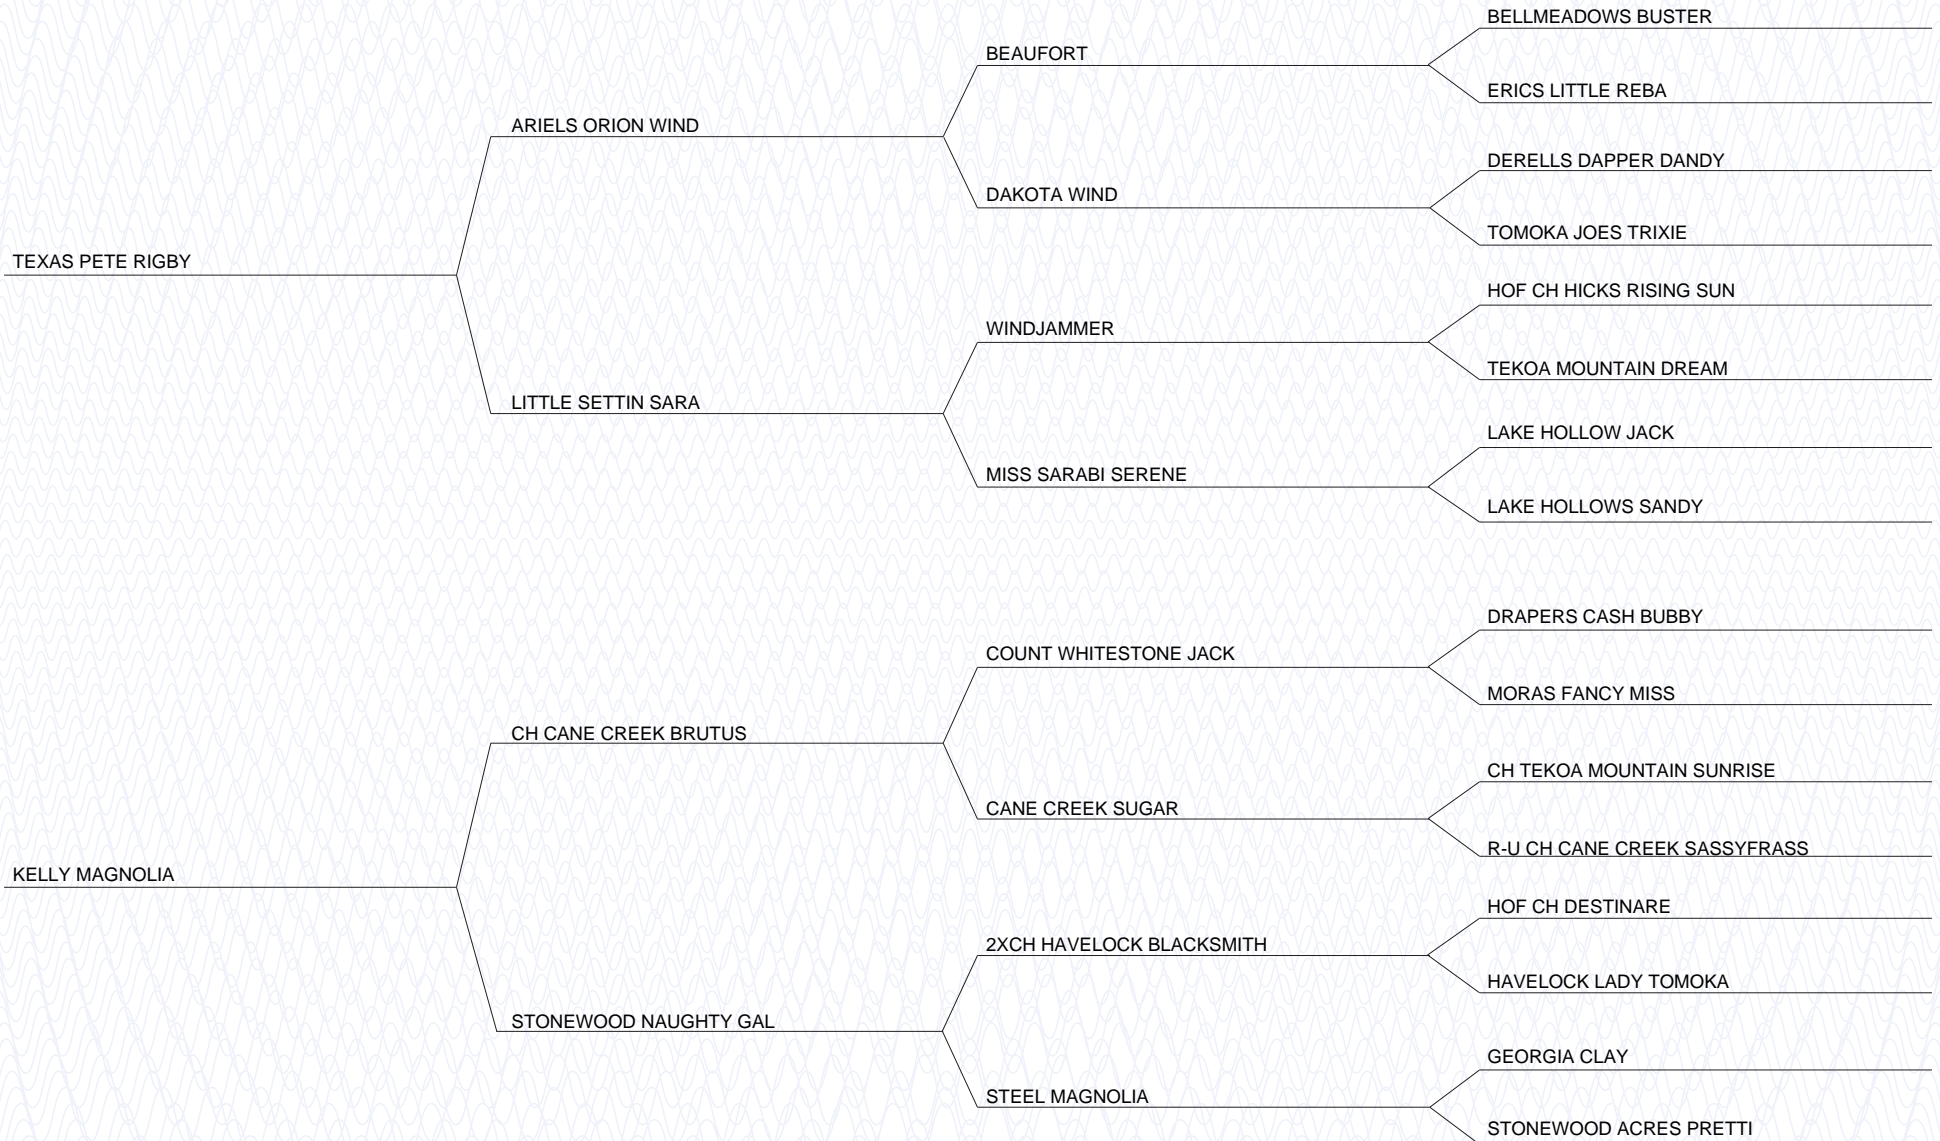 BELLMEADOWS BUSTER
BEAUFORT
ERICS LITTLE REBA
ARIELS ORION WIND
DERELLS DAPPER DANDY
DAKOTA WIND
TOMOKA JOES TRIXIE
TEXAS PETE RIGBY
HOF CH HICKS RISING SUN
WINDJAMMER
TEKOA MOUNTAIN DREAM
LITTLE SETTIN SARA
LAKE HOLLOW JACK
MISS SARABI SERENE
LAKE HOLLOWS SANDY
DRAPERS CASH BUBBY
COUNT WHITESTONE JACK
MORAS FANCY MISS
CH CANE CREEK BRUTUS
CH TEKOA MOUNTAIN SUNRISE
CANE CREEK SUGAR
R-U CH CANE CREEK SASSYFRASS
KELLY MAGNOLIA
HOF CH DESTINARE
2XCH HAVELOCK BLACKSMITH
HAVELOCK LADY TOMOKA
STONEWOOD NAUGHTY GAL
GEORGIA CLAY
STEEL MAGNOLIA
STONEWOOD ACRES PRETTI